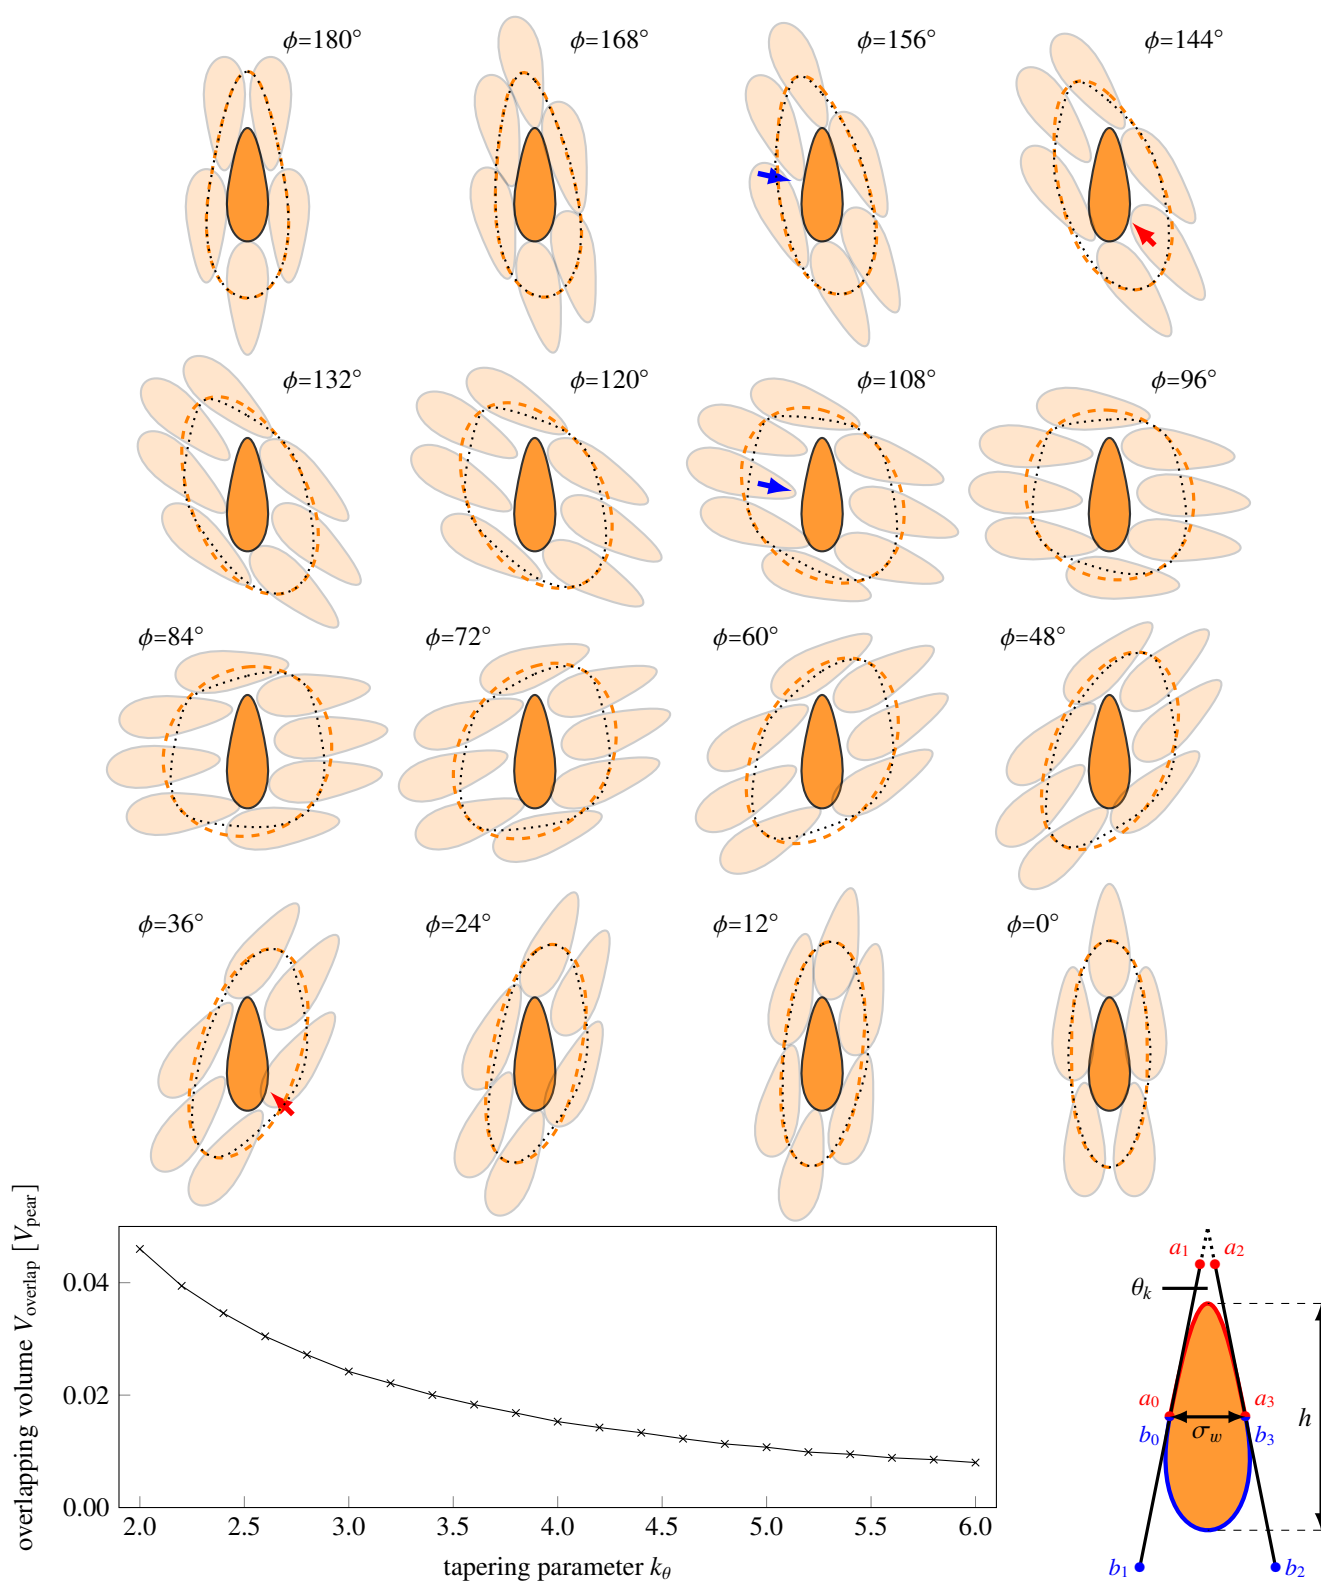 ϕ=180°
ϕ=168°
ϕ=156°
ϕ=144°
ϕ=132°
ϕ=120°
ϕ=108°
ϕ=96°
ϕ=84°
ϕ=72°
ϕ=60°
ϕ=48°
ϕ=36°
ϕ=24°
ϕ=12°
ϕ=0°
overlapping volume V_overlap [V_pear]
0.04
0.02
0.00
2.0 2.5 3.0 3.5 4.0 4.5 5.0 5.5 6.0
tapering parameter k_θ
a₁ a₂
θ_k
a₀ a₃
h
b₀ σ_w b₃
b₁ b₂